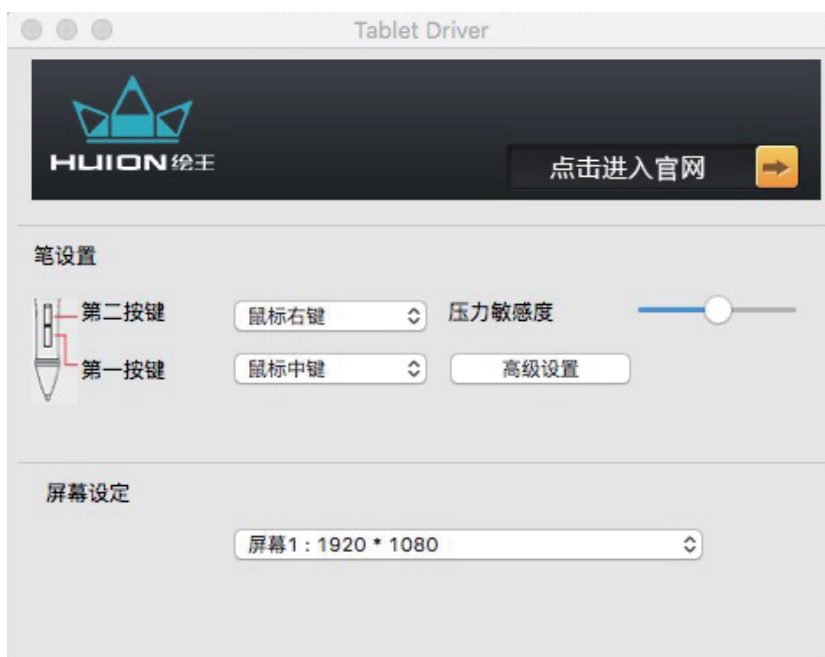 Tablet Driver
HUION绘王
点击进入官网
笔设置
第二按键 鼠标右键 压力敏感度
第一按键 鼠标中键 高级设置
屏幕设定
屏幕1 : 1920 * 1080